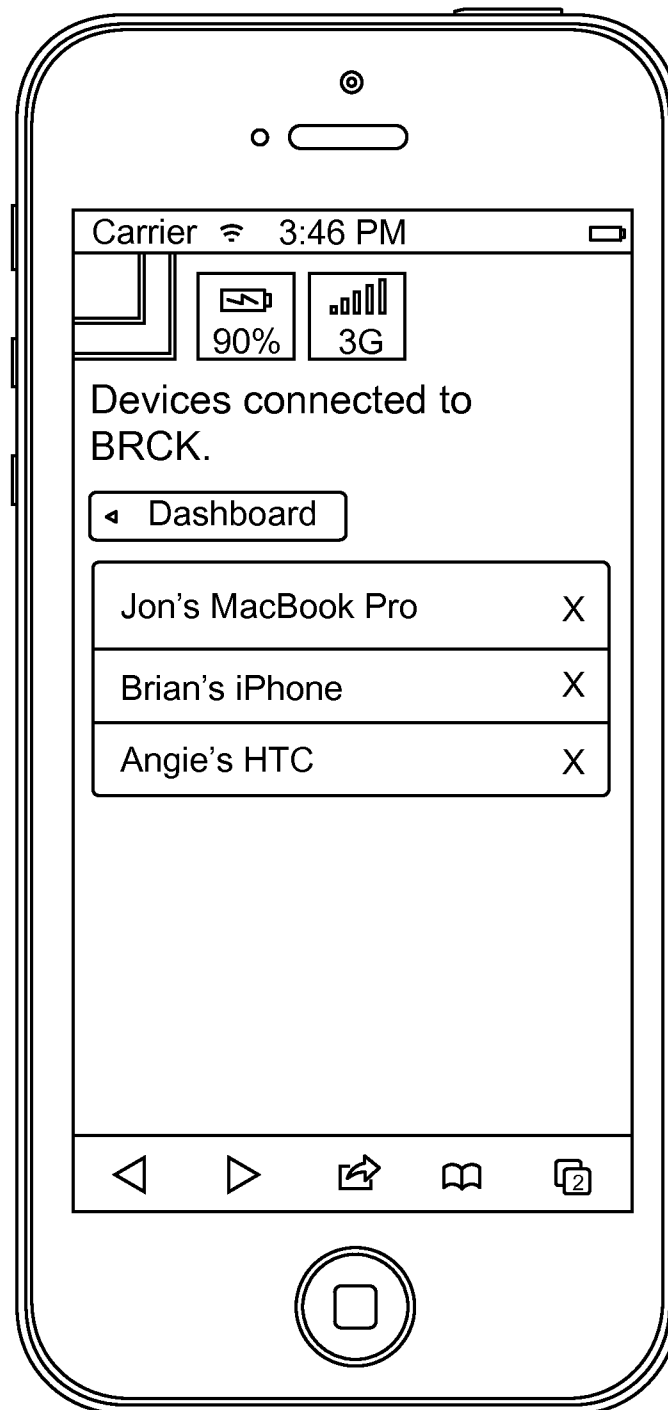 Carrier 3:46 PM
90% 3G
Devices connected to
BRCK.
Dashboard
Jon's MacBook Pro X
Brian's iPhone X
Angie's HTC X
2